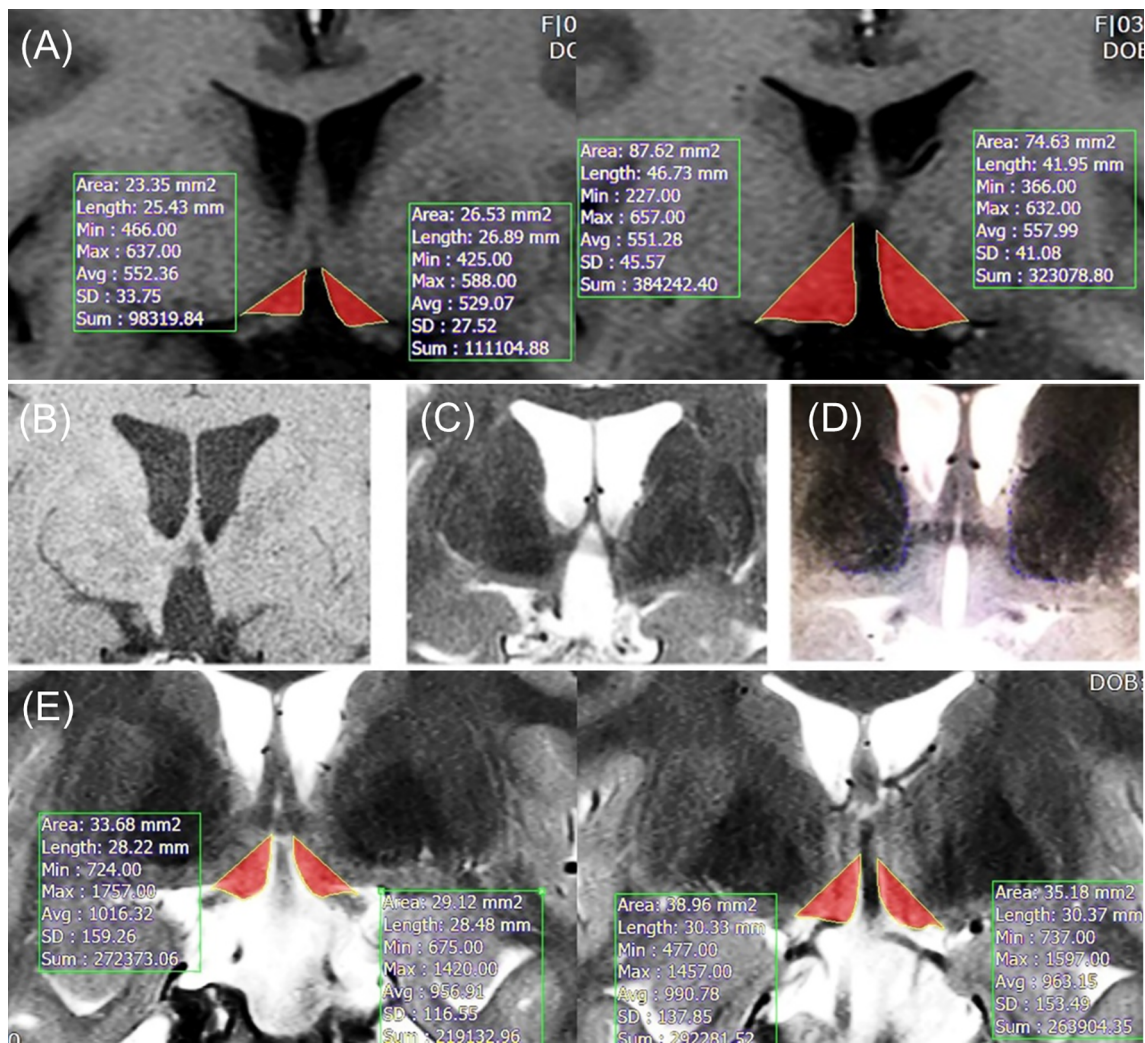 (A)
F|0
DO
Area: 23.35 mm2
Length: 25.43 mm
Min : 466.00
Max : 637.00
Avg : 552.36
SD : 33.75
Sum : 98319.84
Area: 26.53 mm2
Length: 26.89 mm
Min : 425.00
Max : 588.00
Avg : 529.07
SD : 27.52
Sum : 111104.88
F|03
DOB
Area: 87.62 mm2
Length: 46.73 mm
Min : 227.00
Max : 657.00
Avg : 551.28
SD : 45.57
Sum : 384242.40
Area: 74.63 mm2
Length: 41.95 mm
Min : 366.00
Max : 632.00
Avg : 557.99
SD : 41.08
Sum : 323078.80
(B)
(C)
(D)
(E)
Area: 33.68 mm2
Length: 28.22 mm
Min : 724.00
Max : 1757.00
Avg : 1016.32
SD : 159.26
Sum : 272373.06
Area: 29.12 mm2
Length: 28.48 mm
Min : 675.00
Max : 1420.00
Avg : 956.91
SD : 116.55
Sum : 219132.96
DOB:
Area: 38.96 mm2
Length: 30.33 mm
Min : 477.00
Max : 1457.00
Avg : 990.78
SD : 137.85
Sum : 292281.52
Area: 35.18 mm2
Length: 30.37 mm
Min : 737.00
Max : 1597.00
Avg : 963.15
SD : 153.49
Sum : 263904.35